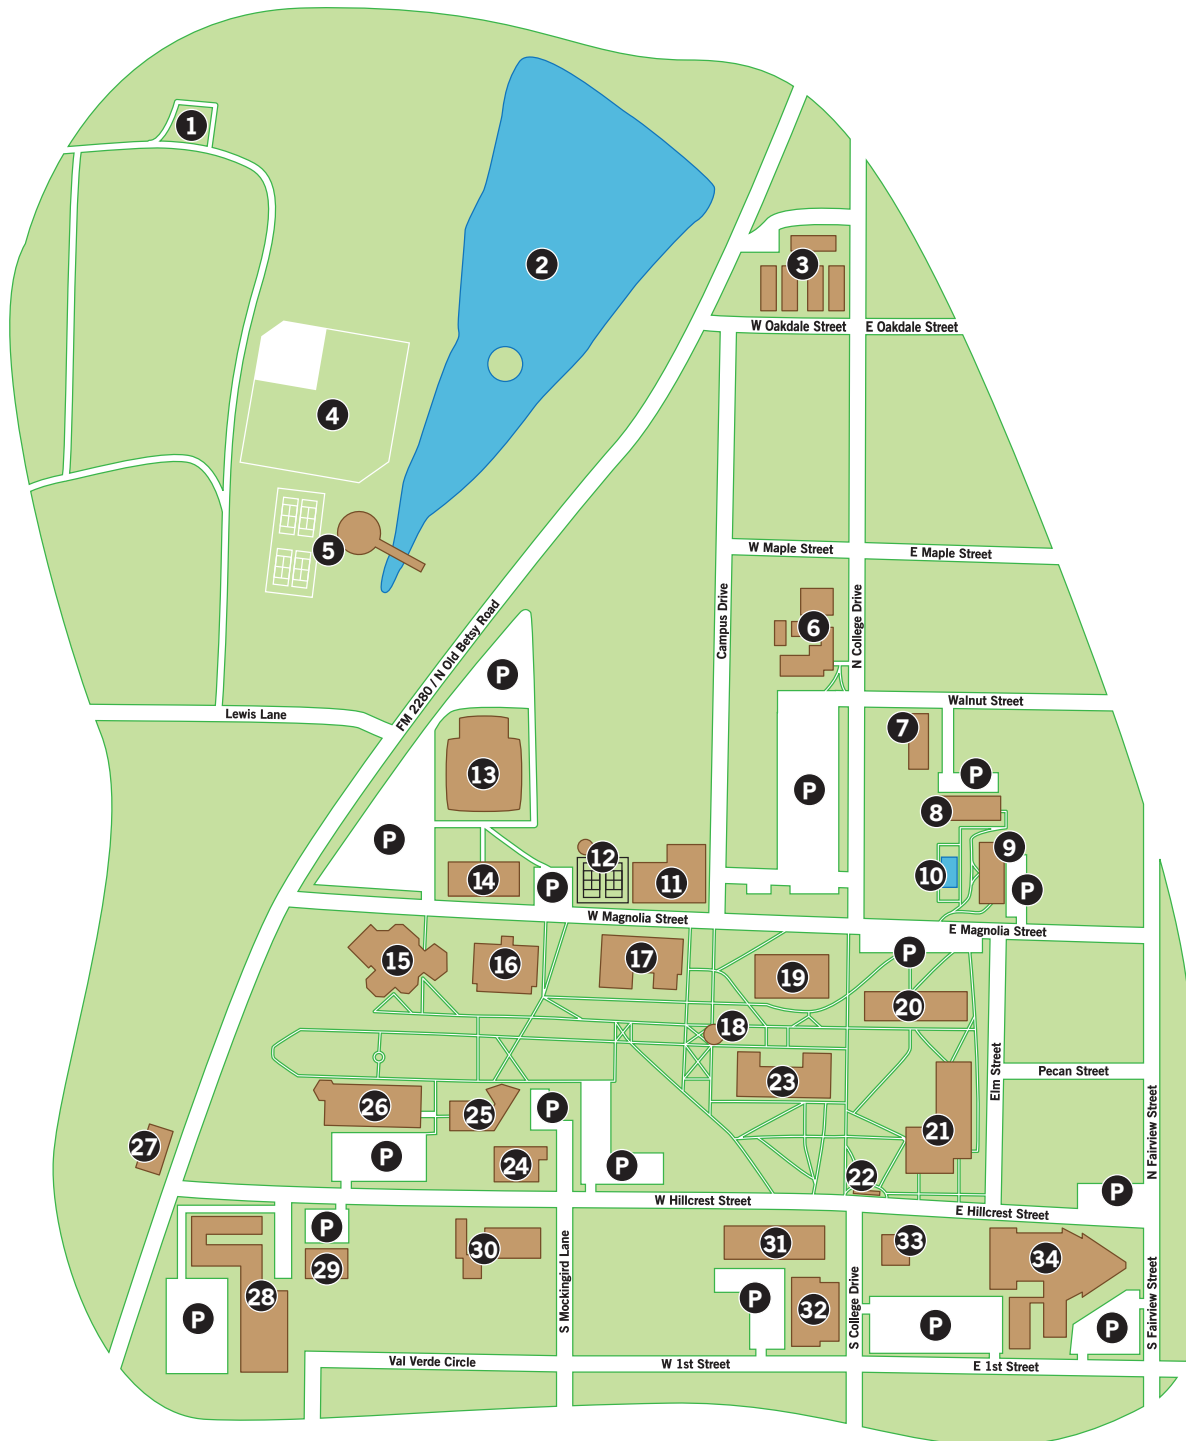 1
2
3
W Oakdale Street
E Oakdale Street
4
5
W Maple Street
E Maple Street
Campus Drive
N College Drive
6
FM 2280 / N Old Betsy Road
P
Walnut Street
Lewis Lane
7
13
P
P
8
P
12
9
14
P
11
10
P
W Magnolia Street
E Magnolia Street
15
16
17
19
P
20
18
Elm Street
Pecan Street
23
26
25
P
21
N Fairview Street
27
P
24
P
22
P
W Hillcrest Street
E Hillcrest Street
P
29
28
P
30
S Mockingird Lane
31
P
32
S College Drive
33
34
P
P
S Fairview Street
Val Verde Circle
W 1st Street
E 1st Street